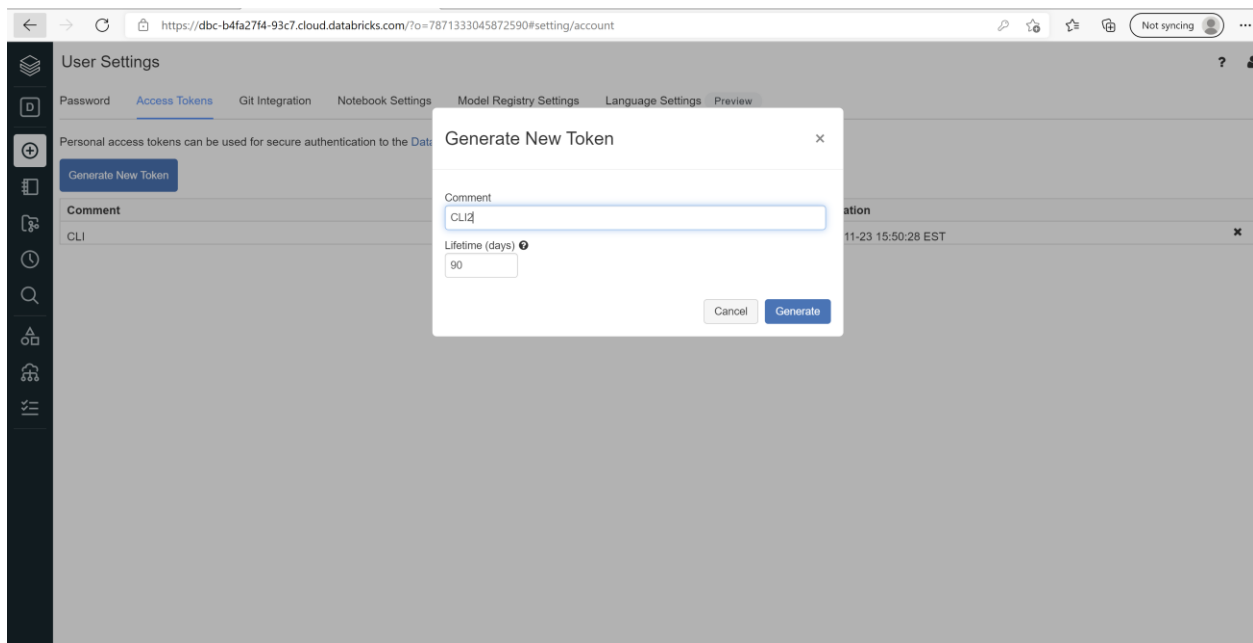 https://dbc-b4fa27f4-93c7.cloud.databricks.com/?o=7871333045872590#setting/account
Not syncing
User Settings
?
D
Password Access Tokens Git Integration Notebook Settings Model Registry Settings Language Settings Preview
Personal access tokens can be used for secure authentication to the Data
Generate New Token
Comment
ation
CLI
11-23 15:50:28 EST
Generate New Token
Comment
CLI2
Lifetime (days)
90
Cancel Generate